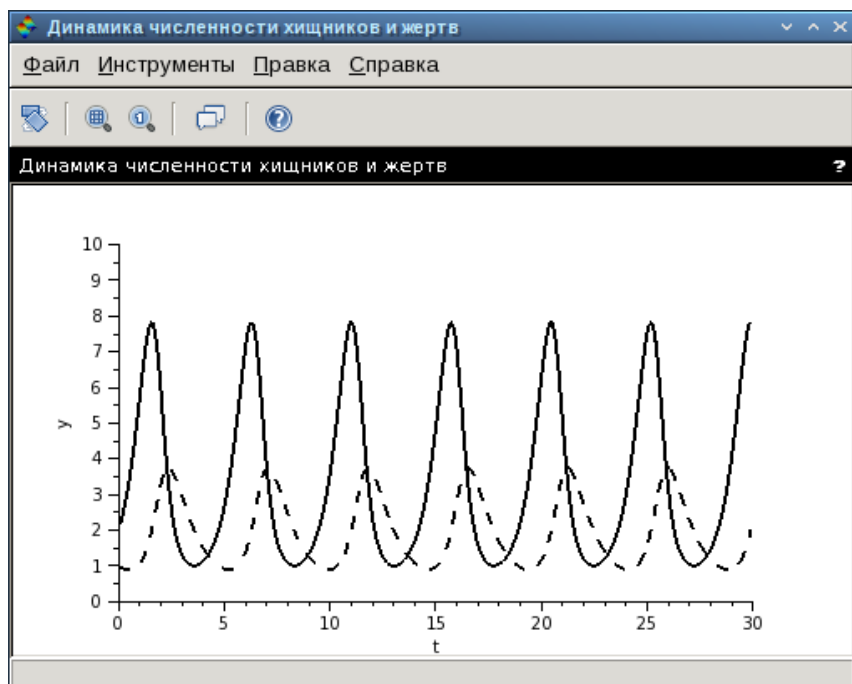 Динамика численности хищников и жертв
Файл Инструменты Правка Справка
Динамика численности хищников и жертв ?
10
9
8
7
6
5
4
3
2
1
0
y
0 5 10 15 20 25 30
t